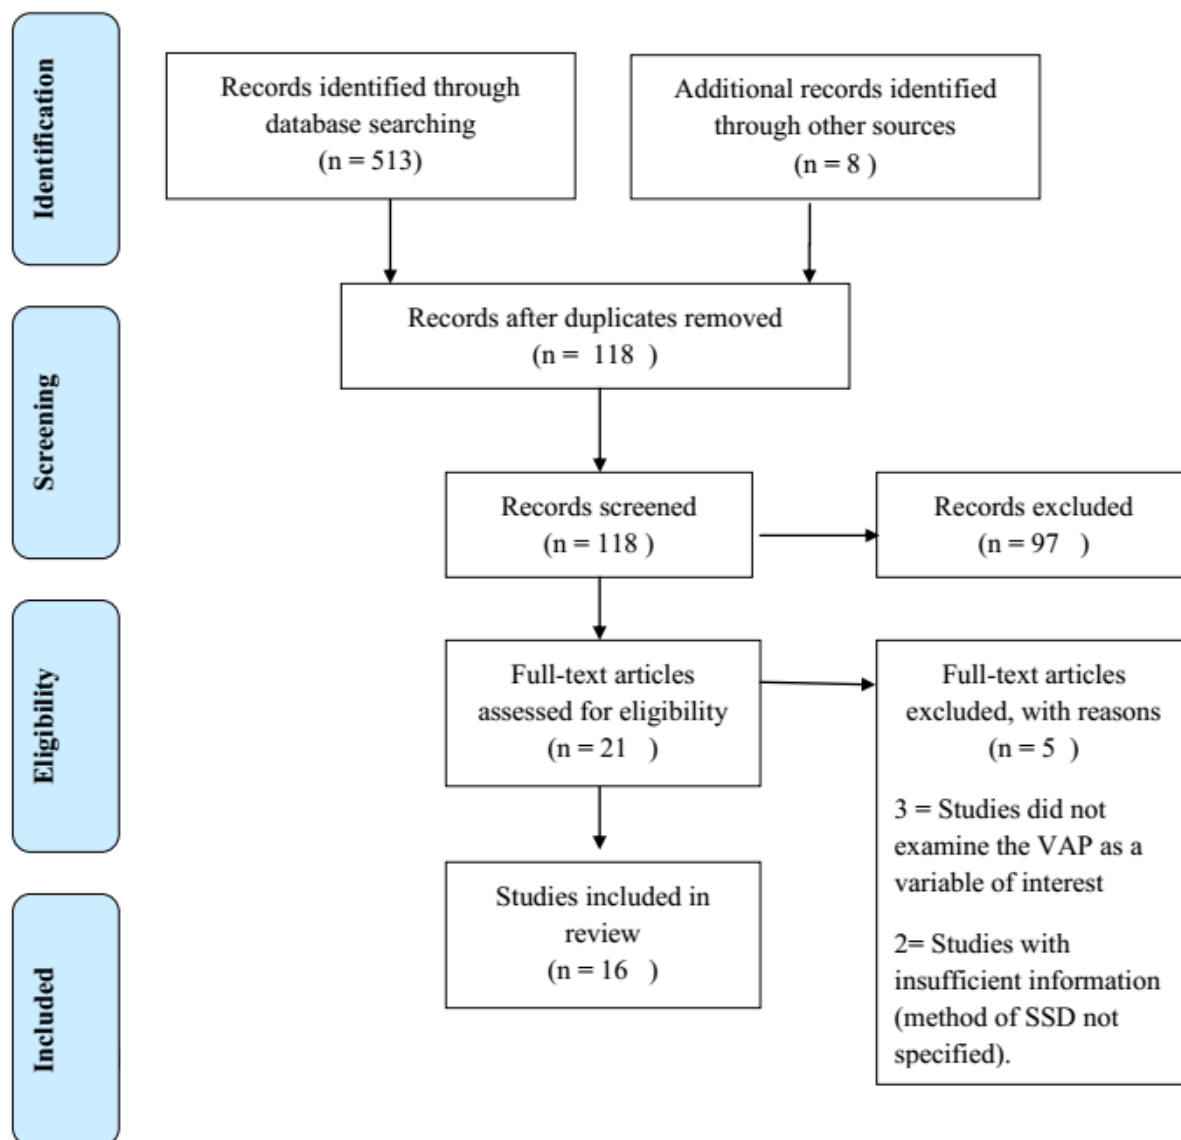 Identification
Records identified through
database searching
(n = 513)
Additional records identified
through other sources
(n = 8 )
Screening
Records after duplicates removed
(n = 118 )
Records screened
(n = 118 )
Records excluded
(n = 97 )
Eligibility
Full-text articles
assessed for eligibility
(n = 21 )
Full-text articles
excluded, with reasons
(n = 5 )
3 = Studies did not
examine the VAP as a
variable of interest
2= Studies with
insufficient information
(method of SSD not
specified).
Included
Studies included in
review
(n = 16 )